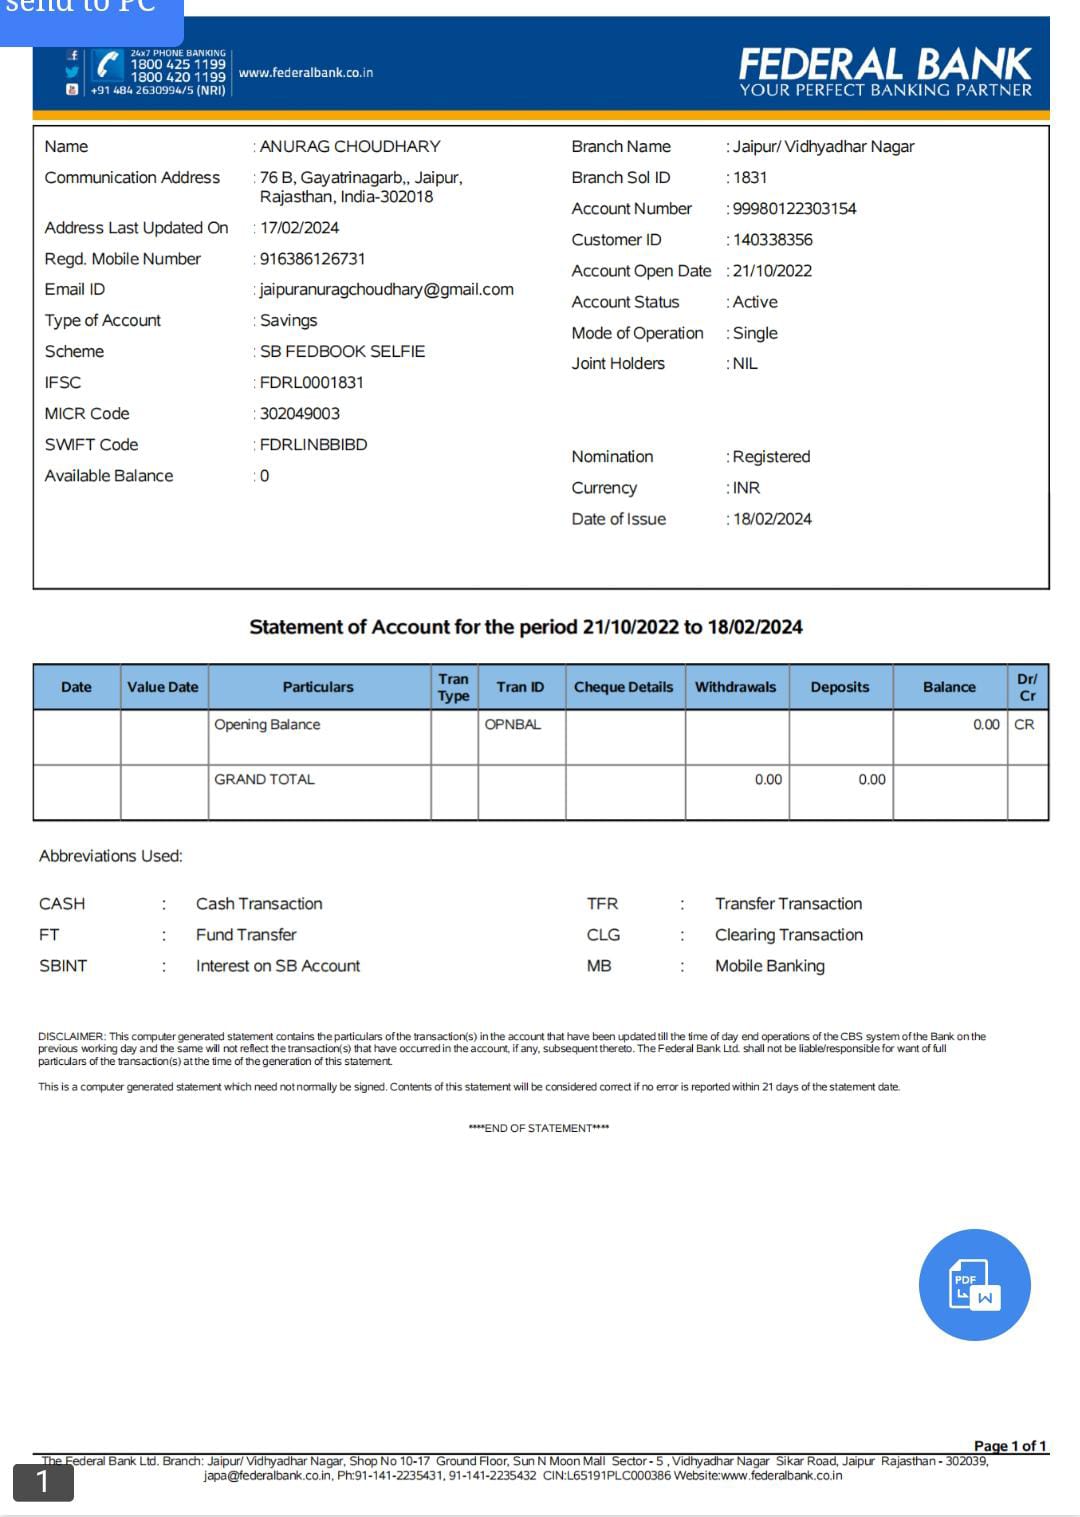 send to PC
24x7 PHONE BANKING
1800 425 1199
1800 420 1199
+91 484 2630994/5 (NRI)
www.federalbank.co.in
FEDERAL BANK
YOUR PERFECT BANKING PARTNER
Name : ANURAG CHOUDHARY
Communication Address : 76 B, Gayatrinagarb,, Jaipur,
Rajasthan, India-302018
Address Last Updated On : 17/02/2024
Regd. Mobile Number : 916386126731
Email ID : jaipuranuragchoudhary@gmail.com
Type of Account : Savings
Scheme : SB FEDBOOK SELFIE
IFSC : FDRL0001831
MICR Code : 302049003
SWIFT Code : FDRLINBBIBD
Available Balance : 0
Branch Name : Jaipur/ Vidhyadhar Nagar
Branch Sol ID : 1831
Account Number : 99980122303154
Customer ID : 140338356
Account Open Date : 21/10/2022
Account Status : Active
Mode of Operation : Single
Joint Holders : NIL
Nomination : Registered
Currency : INR
Date of Issue : 18/02/2024
Statement of Account for the period 21/10/2022 to 18/02/2024
Date Value Date Particulars Tran Type Tran ID Cheque Details Withdrawals Deposits Balance Dr/ Cr
Opening Balance OPNBAL 0.00 CR
GRAND TOTAL 0.00 0.00
Abbreviations Used:
CASH : Cash Transaction TFR : Transfer Transaction
FT : Fund Transfer CLG : Clearing Transaction
SBINT : Interest on SB Account MB : Mobile Banking
DISCLAIMER: This computer generated statement contains the particulars of the transaction(s) in the account that have been updated till the time of day end operations of the CBS system of the Bank on the
previous working day and the same will not reflect the transaction(s) that have occurred in the account, if any, subsequent thereto. The Federal Bank Ltd. shall not be liable/responsible for want of full
particulars of the transaction(s) at the time of the generation of this statement.
This is a computer generated statement which need not normally be signed. Contents of this statement will be considered correct if no error is reported within 21 days of the statement date.
****END OF STATEMENT****
PDF
W
Page 1 of 1
The Federal Bank Ltd. Branch: Jaipur/ Vidhyadhar Nagar, Shop No 10-17 Ground Floor, Sun N Moon Mall Sector - 5 , Vidhyadhar Nagar Sikar Road, Jaipur Rajasthan - 302039,
japa@federalbank.co.in, Ph:91-141-2235431, 91-141-2235432 CIN:L65191PLC000386 Website:www.federalbank.co.in
1